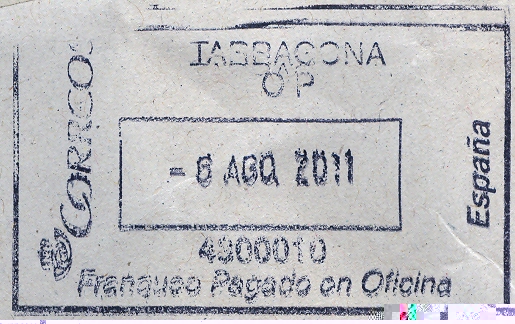 CORREOS
TARRAGONA
O P
- 8 AGO. 2011
4300010
Franqueo Pagado en Oficina
España